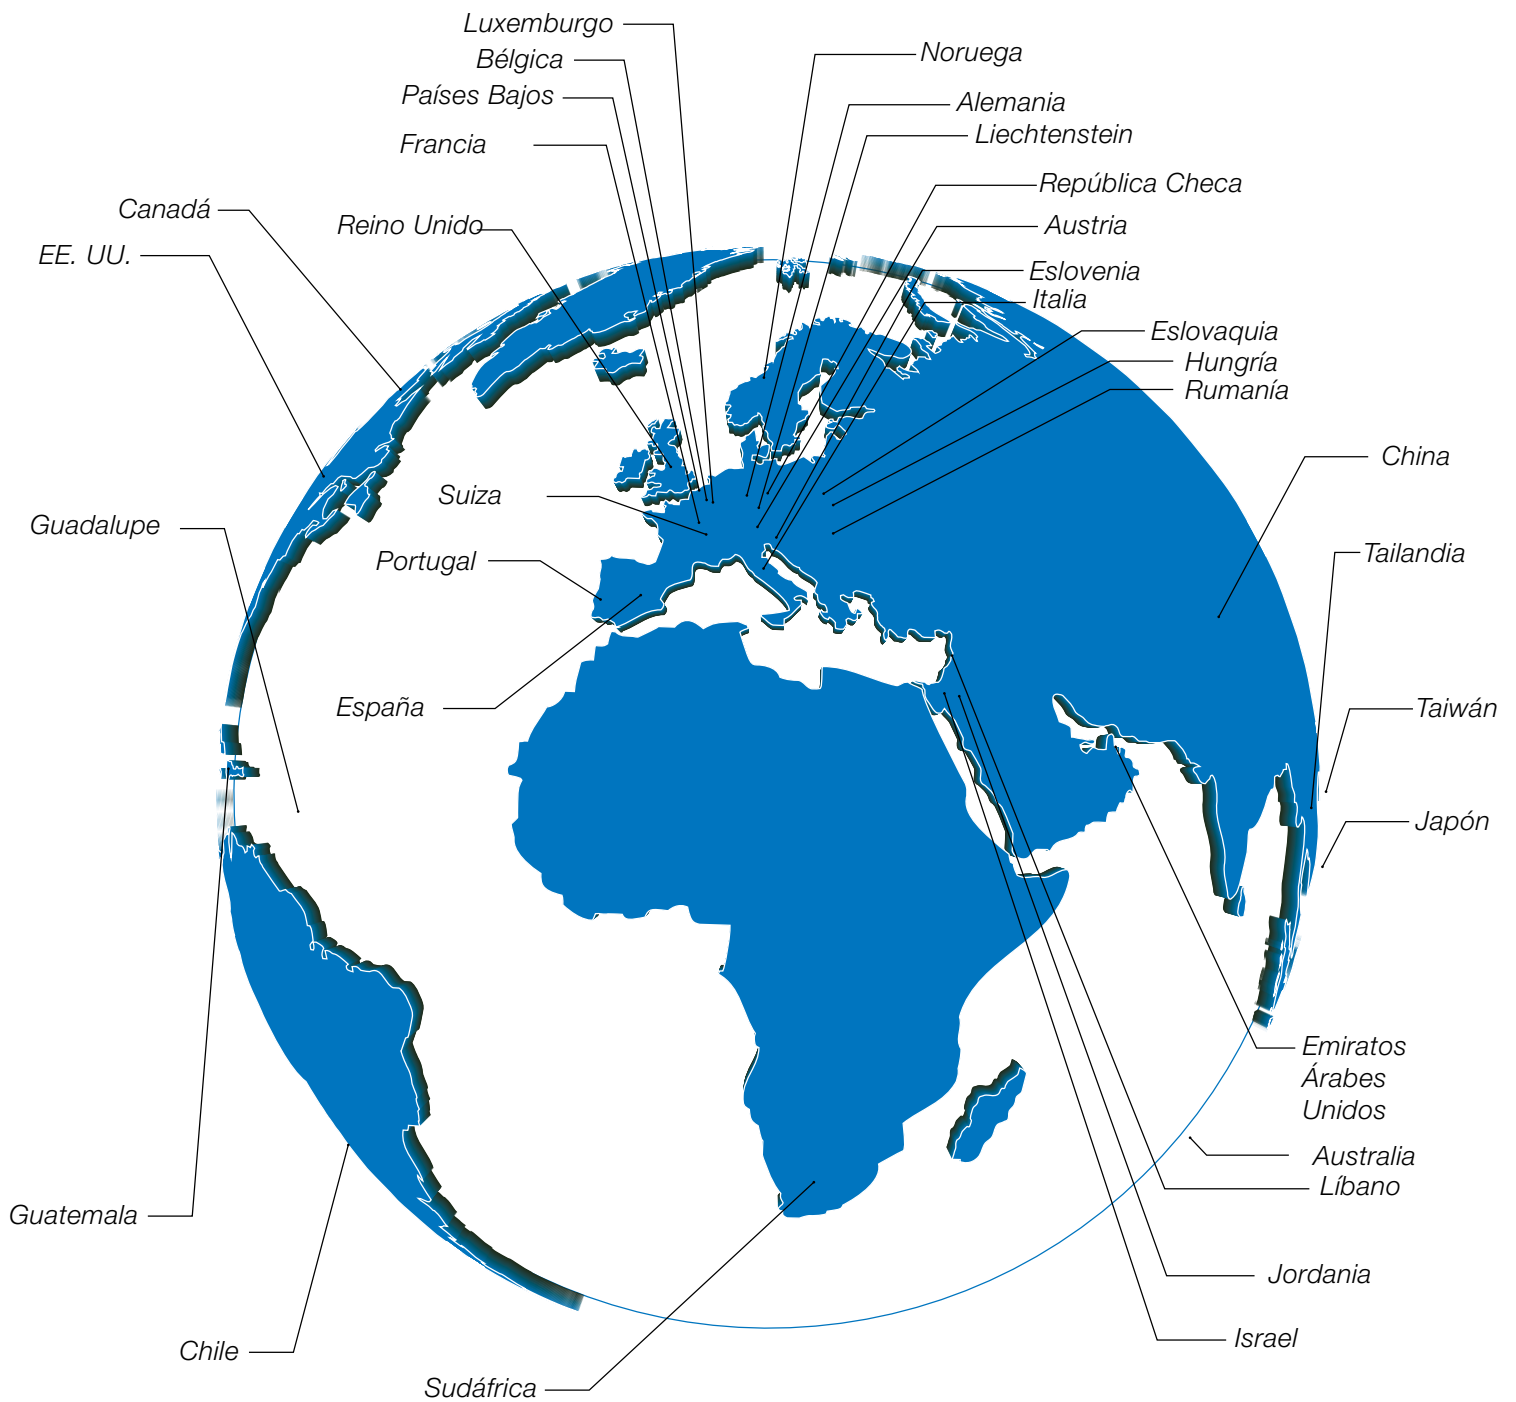 Luxemburgo
Bélgica
Países Bajos
Francia
Canadá
Reino Unido
EE. UU.
Noruega
Alemania
Liechtenstein
República Checa
Austria
Eslovenia
Italia
Eslovaquia
Hungría
Rumanía
China
Suiza
Guadalupe
Portugal
Tailandia
España
Taiwán
Japón
Emiratos
Árabes
Unidos
Australia
Líbano
Guatemala
Jordania
Israel
Chile
Sudáfrica